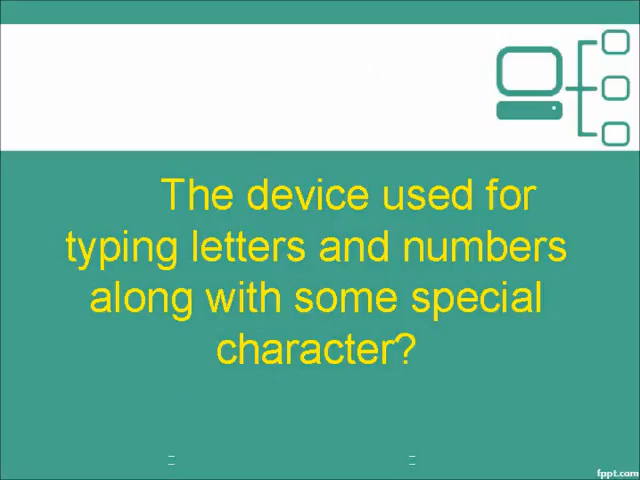 The device used for
typing letters and numbers
along with some special
character?
fppt.com